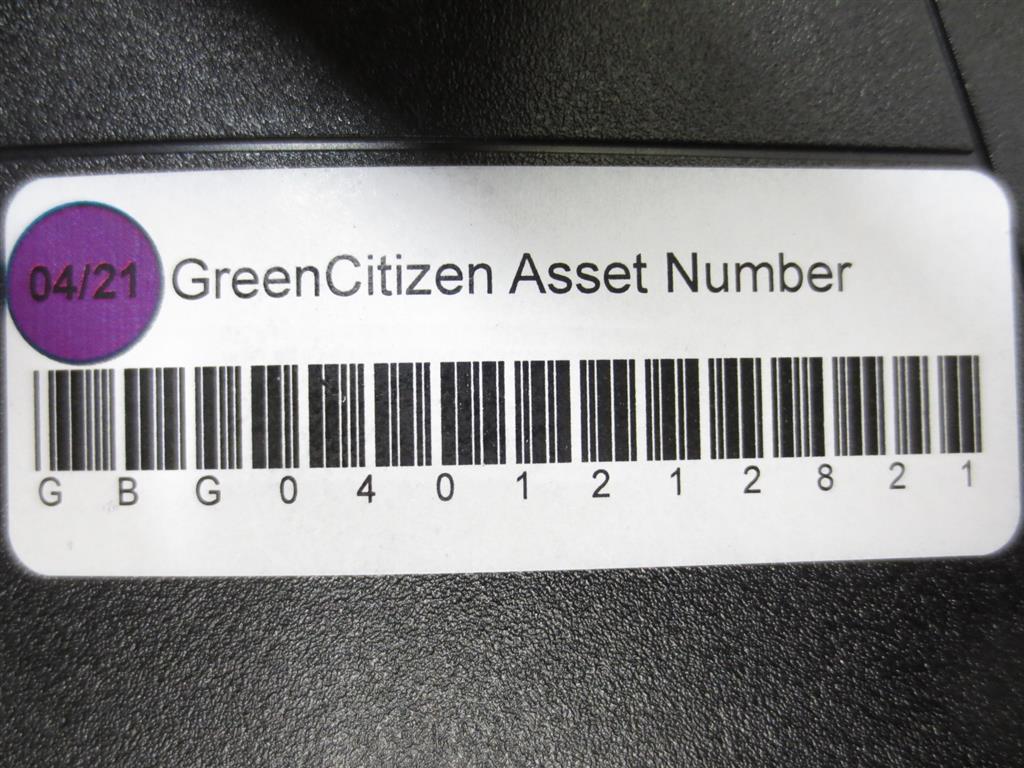 04/21 GreenCitizen Asset Number
G B G 0 4 0 1 2 1 2 8 2 1